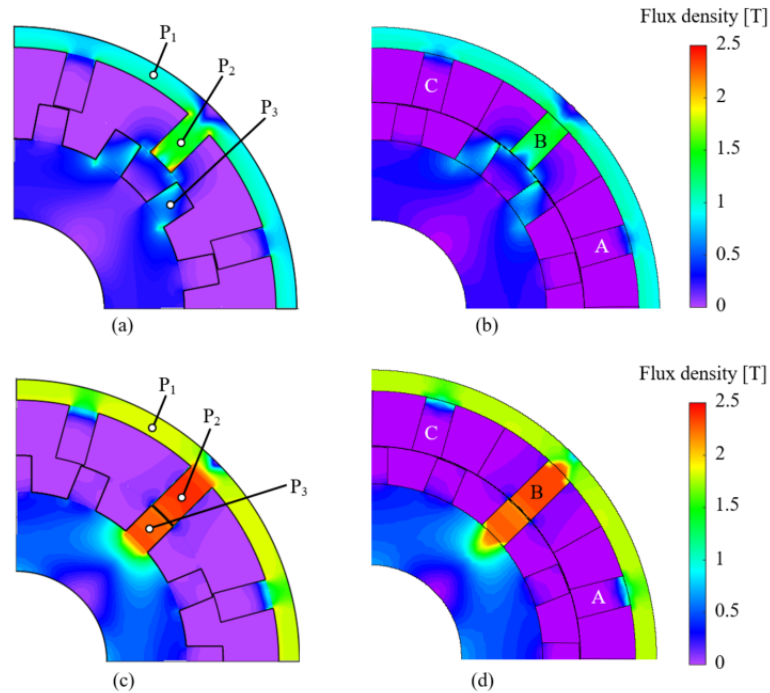 Flux density [T]
P1
P2
P3
C
B
A
2.5
2
1.5
1
0.5
0
(a)
(b)
Flux density [T]
P1
P2
P3
C
B
A
2.5
2
1.5
1
0.5
0
(c)
(d)